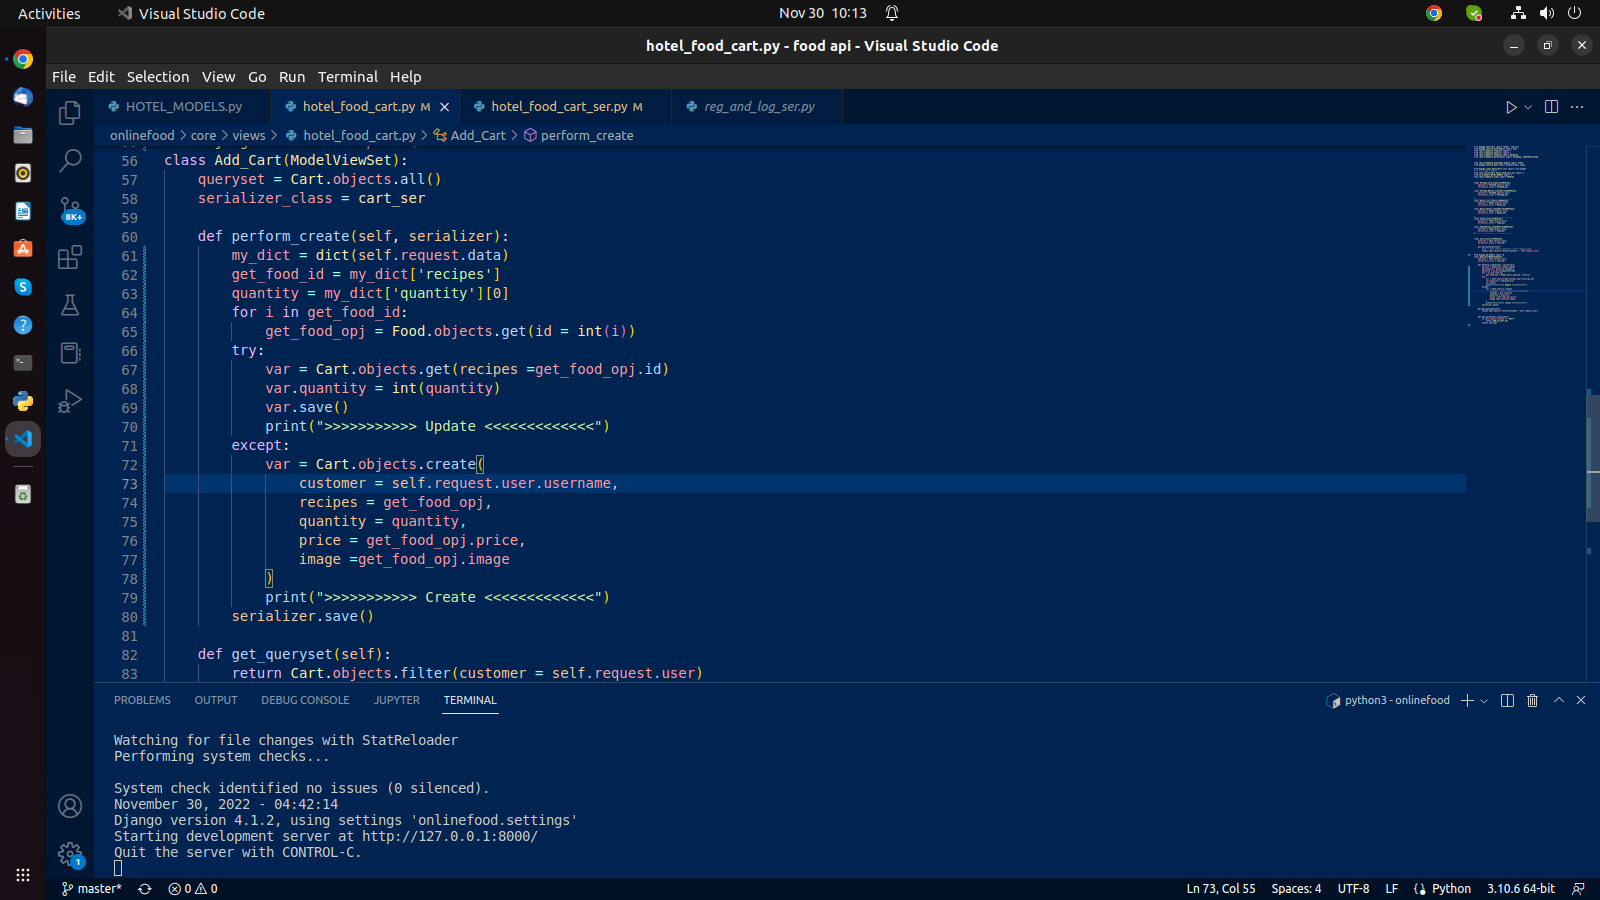 Activities Visual Studio Code Nov 30 10:13
hotel_food_cart.py - food api - Visual Studio Code
File Edit Selection View Go Run Terminal Help
HOTEL_MODELS.py hotel_food_cart.py M hotel_food_cart_ser.py M reg_and_log_ser.py
onlinefood > core > views > hotel_food_cart.py > Add_Cart > perform_create
56 class Add_Cart(ModelViewSet):
57 queryset = Cart.objects.all()
58 serializer_class = cart_ser
59
60 def perform_create(self, serializer):
61 my_dict = dict(self.request.data)
62 get_food_id = my_dict['recipes']
63 quantity = my_dict['quantity'][0]
64 for i in get_food_id:
65 get_food_opj = Food.objects.get(id = int(i))
66 try:
67 var = Cart.objects.get(recipes =get_food_opj.id)
68 var.quantity = int(quantity)
69 var.save()
70 print(">>>>>>>>>>> Update <<<<<<<<<<<<<")
71 except:
72 var = Cart.objects.create(
73 customer = self.request.user.username,
74 recipes = get_food_opj,
75 quantity = quantity,
76 price = get_food_opj.price,
77 image =get_food_opj.image
78 )
79 print(">>>>>>>>>>> Create <<<<<<<<<<<<<")
80 serializer.save()
81
82 def get_queryset(self):
83 return Cart.objects.filter(customer = self.request.user)
8K+
PROBLEMS OUTPUT DEBUG CONSOLE JUPYTER TERMINAL python3 - onlinefood
Watching for file changes with StatReloader
Performing system checks...
System check identified no issues (0 silenced).
November 30, 2022 - 04:42:14
Django version 4.1.2, using settings 'onlinefood.settings'
Starting development server at http://127.0.0.1:8000/
Quit the server with CONTROL-C.
1
master* 0 0 Ln 73, Col 55 Spaces: 4 UTF-8 LF Python 3.10.6 64-bit